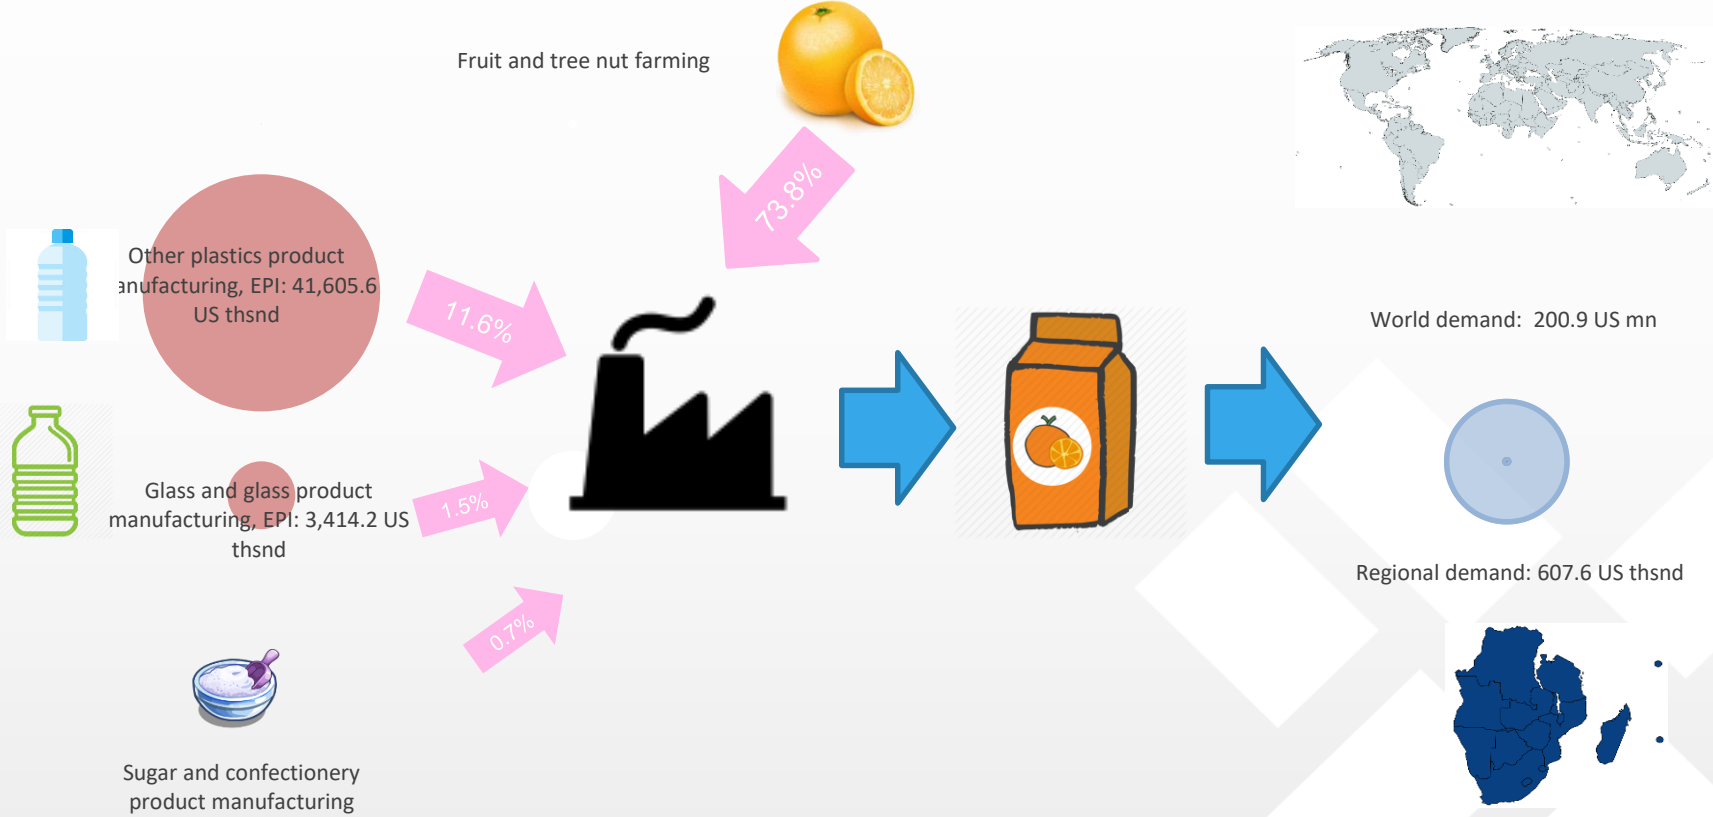 Fruit and tree nut farming
73.8%
Other plastics product
anufacturing, EPI: 41,605.6
US thsnd
11.6%
Glass and glass product
manufacturing, EPI: 3,414.2 US
thsnd
1.5%
0.7%
Sugar and confectionery
product manufacturing
World demand:  200.9 US mn
Regional demand: 607.6 US thsnd